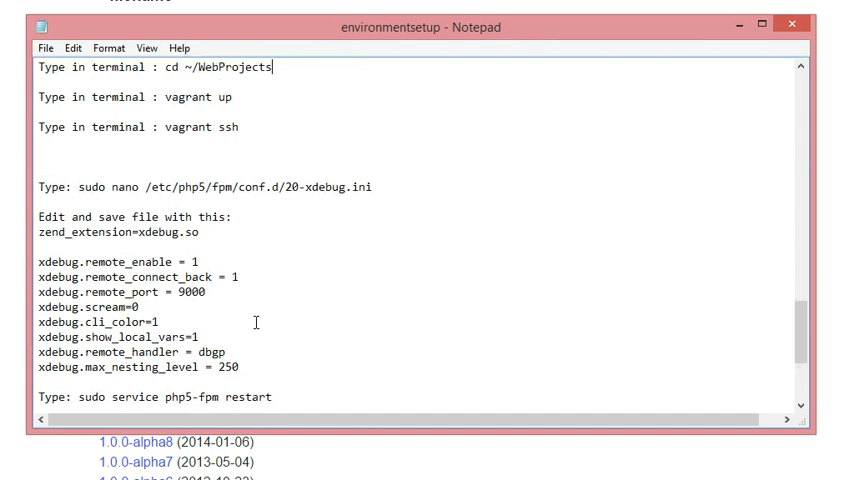 environmentsetup - Notepad
File Edit Format View Help
Type in terminal : cd ~/WebProjects
Type in terminal : vagrant up
Type in terminal : vagrant ssh
Type: sudo nano /etc/php5/fpm/conf.d/20-xdebug.ini
Edit and save file with this:
zend_extension=xdebug.so
xdebug.remote_enable = 1
xdebug.remote_connect_back = 1
xdebug.remote_port = 9000
xdebug.scream=0
xdebug.cli_color=1
xdebug.show_local_vars=1
xdebug.remote_handler = dbgp
xdebug.max_nesting_level = 250
Type: sudo service php5-fpm restart
1.0.0-alpha8 (2014-01-06)
1.0.0-alpha7 (2013-05-04)